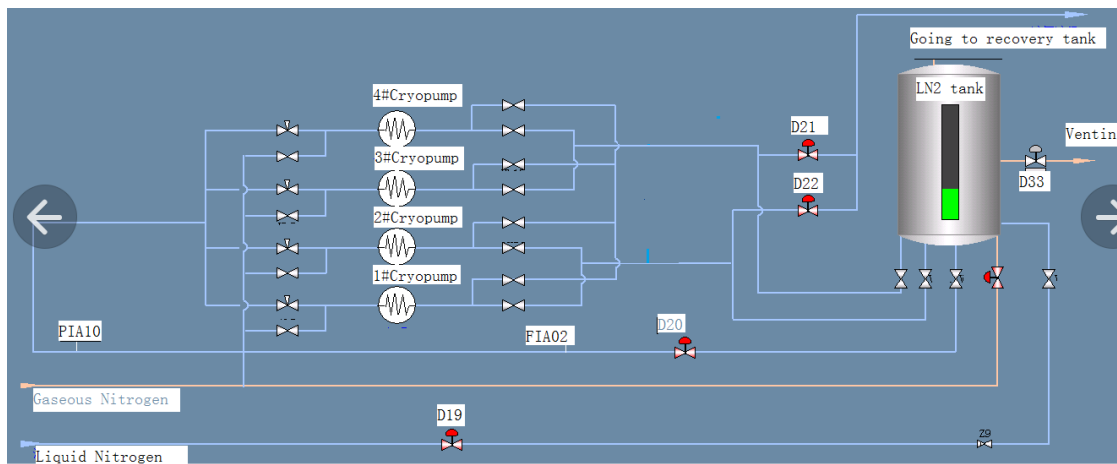 Going to recovery tank
LN2 tank
4#Cryopump
D21
Ventin
3#Cryopump
D22
D33
2#Cryopump
1#Cryopump
PIA10
FIA02
D20
Gaseous Nitrogen
D19
Z9
Liquid Nitrogen